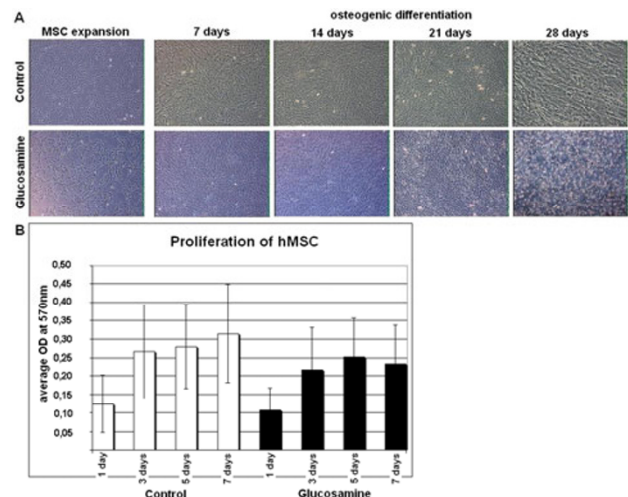 A
osteogenic differentiation
MSC expansion 7 days 14 days 21 days 28 days
Control
Glucosamine
B
Proliferation of hMSC
average OD at 570nm
0,50
0,45
0,40
0,35
0,30
0,25
0,20
0,15
0,10
0,05
1 day 3 days 5 days 7 days 1 day 3 days 5 days 7 days
Control Glucosamine